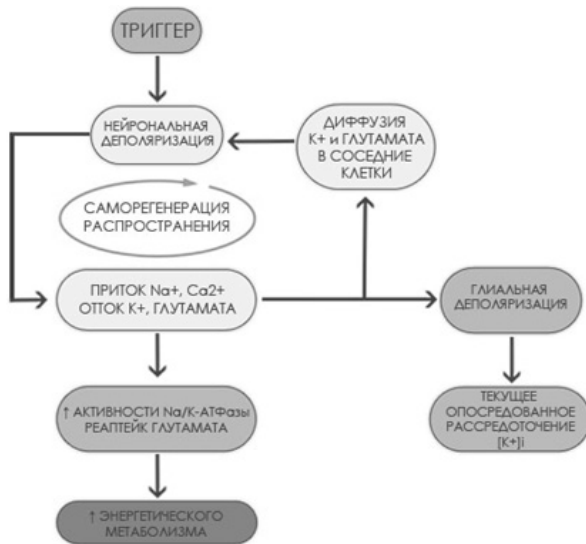 ТРИГГЕР
НЕЙРОНАЛЬНАЯ
ДЕПОЛЯРИЗАЦИЯ
ДИФФУЗИЯ
К+ и ГЛУТАМАТА
В СОСЕДНИЕ
КЛЕТКИ
САМОРЕГЕНЕРАЦИЯ
РАСПРОСТРАНЕНИЯ
ПРИТОК Na+, Ca2+
ОТТОК К+, ГЛУТАМАТА
ГЛИАЛЬНАЯ
ДЕПОЛЯРИЗАЦИЯ
↑ АКТИВНОСТИ Na/K-АТФазы
РЕАПТЕЙК ГЛУТАМАТА
ТЕКУЩЕЕ
ОПОСРЕДОВАННОЕ
РАССРЕДОТОЧЕНИЕ
[K+]i
↑ ЭНЕРГЕТИЧЕСКОГО
МЕТАБОЛИЗМА